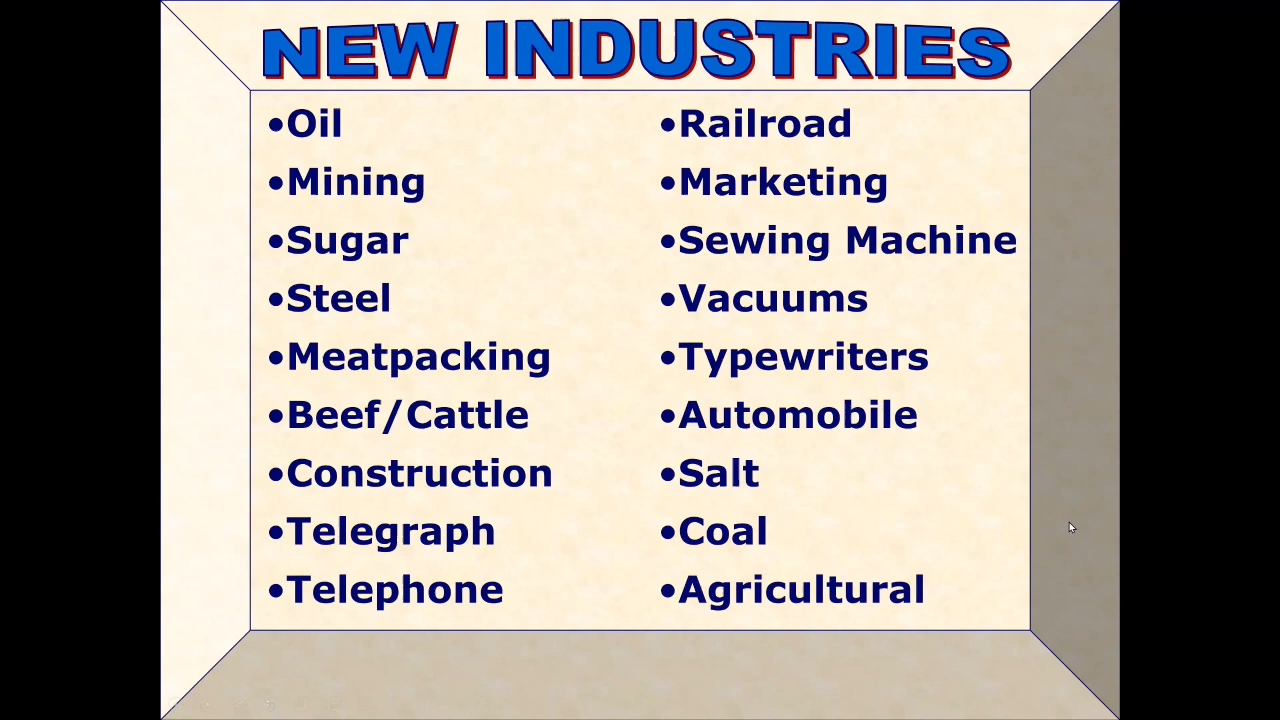 NEW INDUSTRIES
•Oil
•Mining
•Sugar
•Steel
•Meatpacking
•Beef/Cattle
•Construction
•Telegraph
•Telephone
•Railroad
•Marketing
•Sewing Machine
•Vacuums
•Typewriters
•Automobile
•Salt
•Coal
•Agricultural